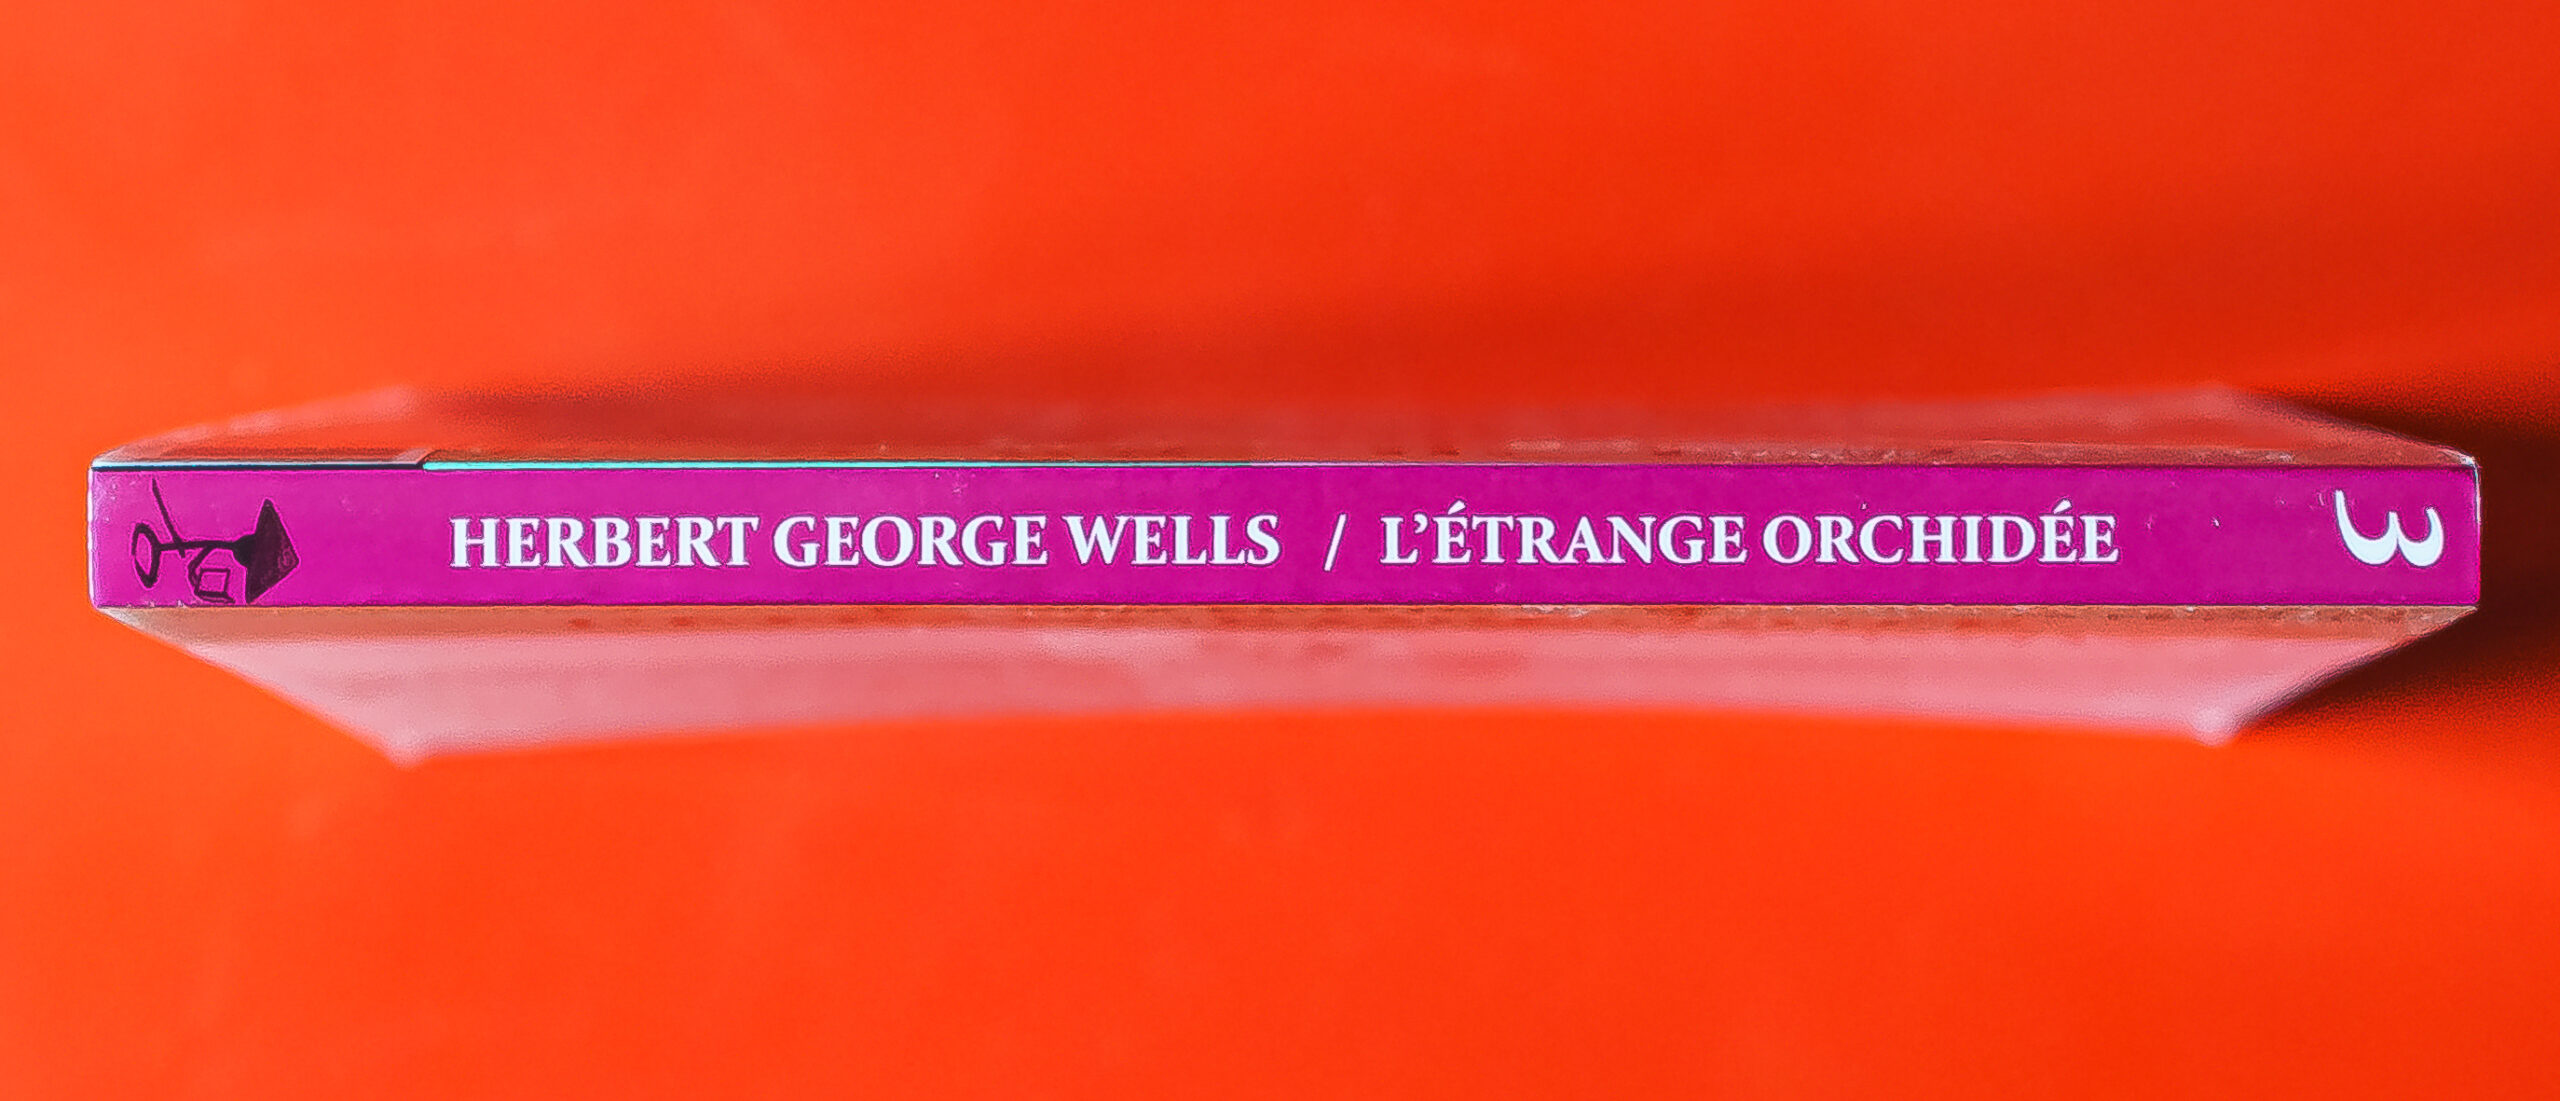 HERBERT GEORGE WELLS / L’ÉTRANGE ORCHIDÉE
3